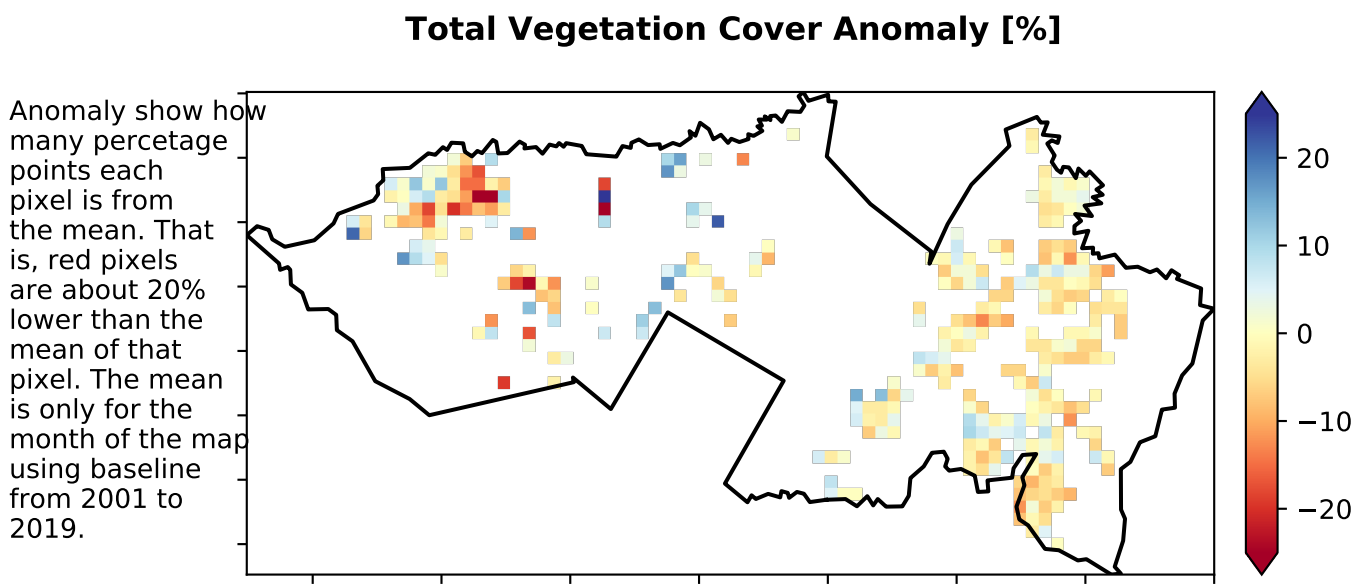 Total Vegetation Cover Anomaly [%]
Anomaly show how
many percetage
points each
pixel is from
the mean. That
is, red pixels
are about 20%
lower than the
mean of that
pixel. The mean
is only for the
month of the map
using baseline
from 2001 to
2019.
20
10
0
−10
−20